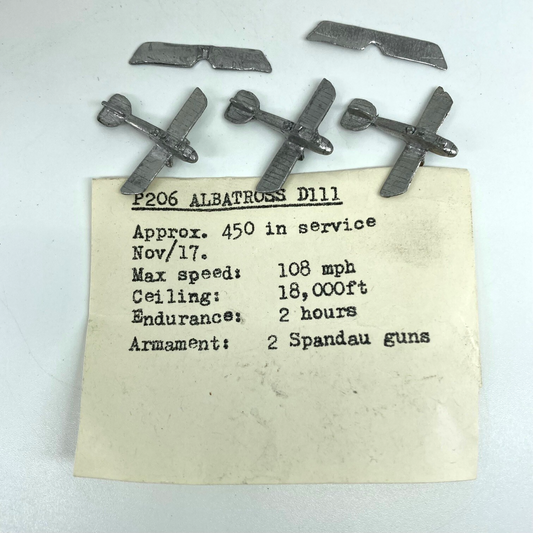 P206 ALBATROSS D111
Approx. 450 in service
Nov/17.
Max speed: 108 mph
Ceiling: 18,000ft
Endurance: 2 hours
Armament: 2 Spandau guns